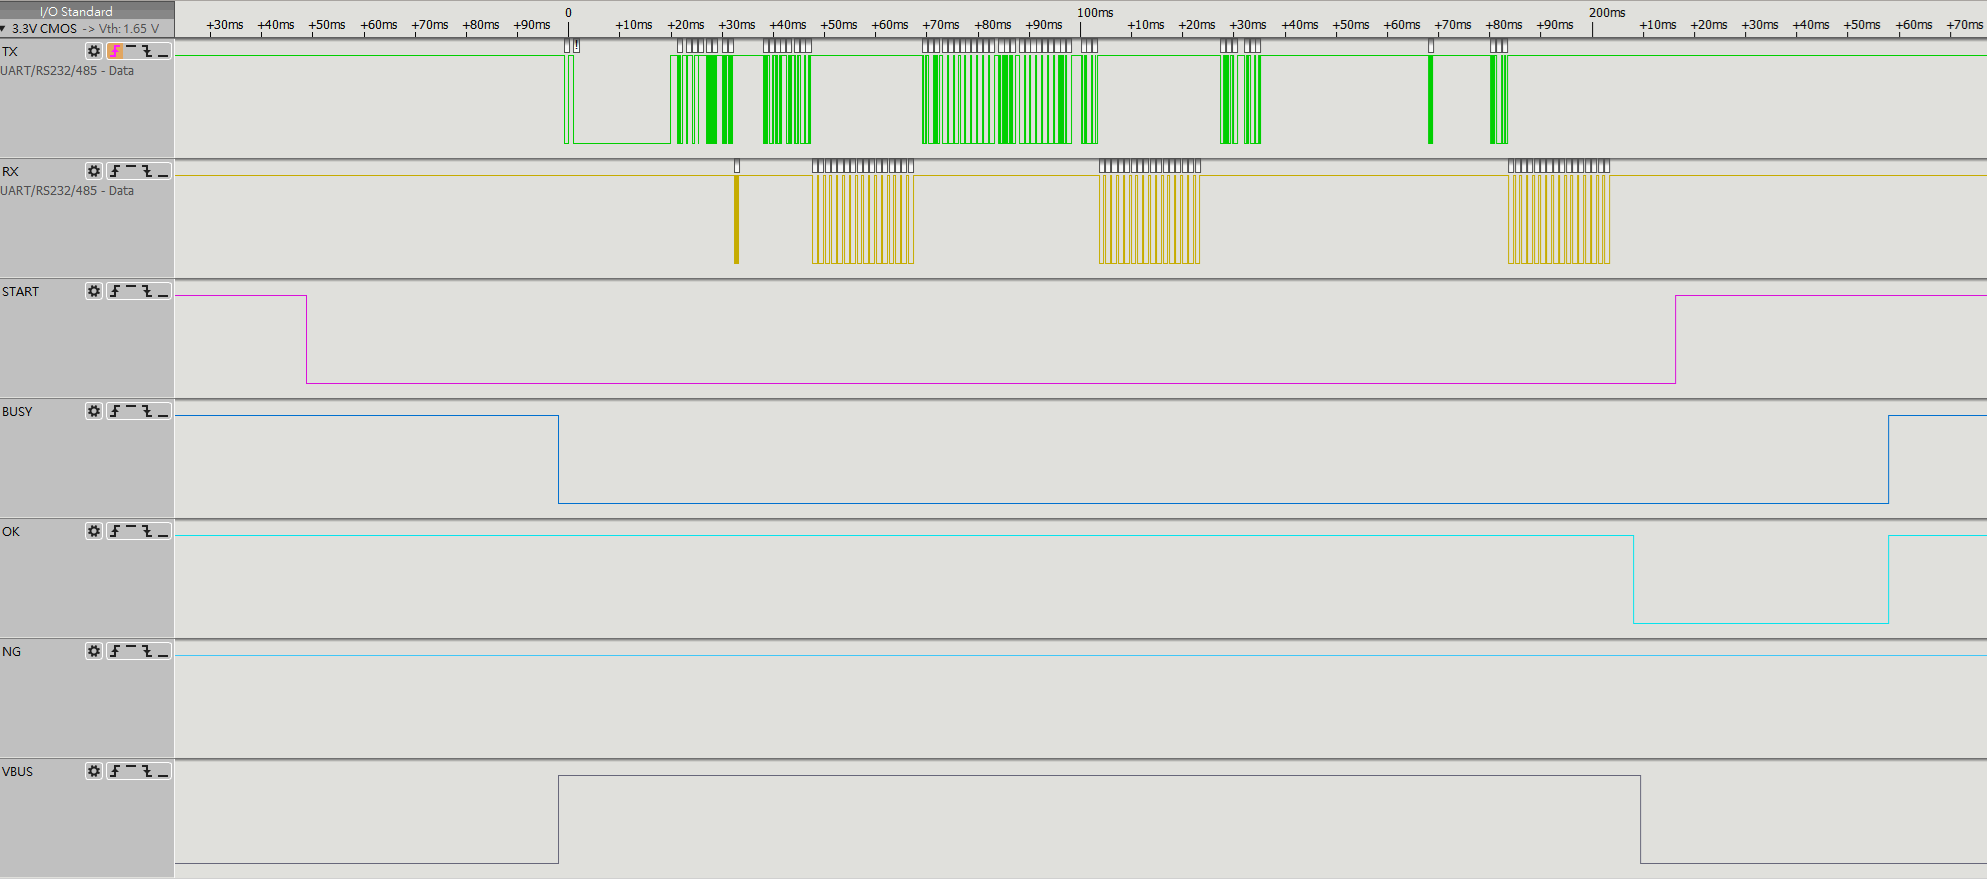 I/O Standard
3.3V CMOS -> Vth: 1.65 V
0 100ms 200ms
+30ms +40ms +50ms +60ms +70ms +80ms +90ms +10ms +20ms +30ms +40ms +50ms +60ms +70ms +80ms +90ms +10ms +20ms +30ms +40ms +50ms +60ms +70ms +80ms +90ms +10ms +20ms +30ms +40ms +50ms +60ms +70ms
TX
!
UART/RS232/485 - Data
RX
UART/RS232/485 - Data
START
BUSY
OK
NG
VBUS